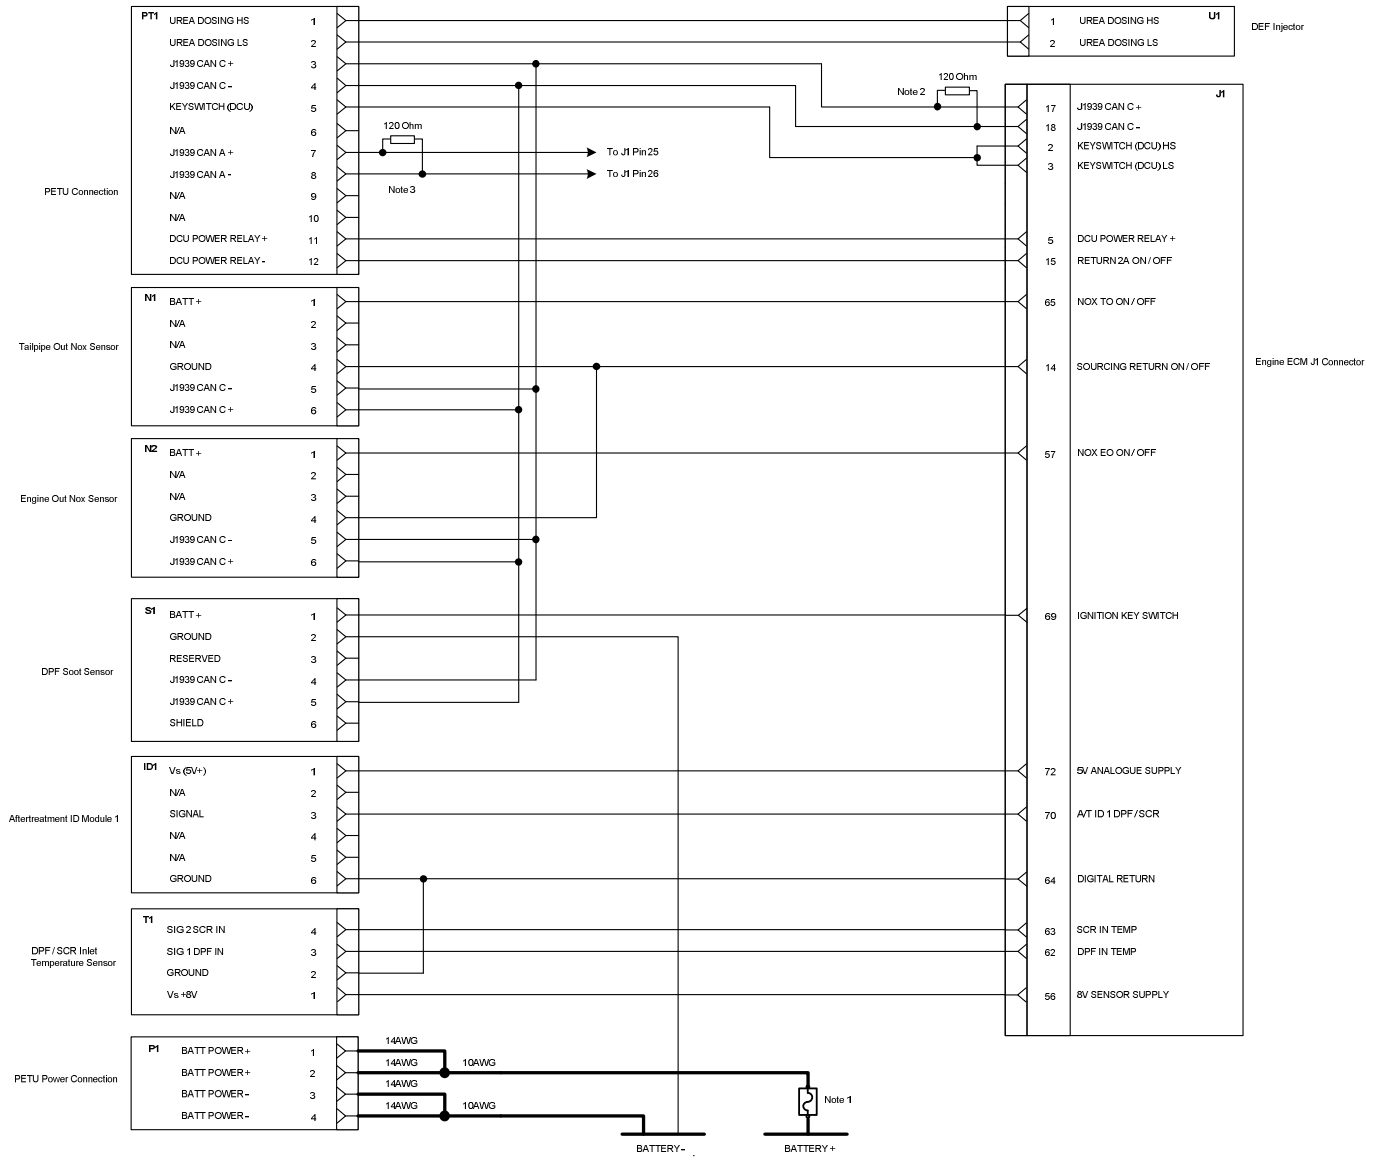 PT1 UREA DOSING HS 1
UREA DOSING LS 2
J1939 CAN C + 3
J1939 CAN C - 4
KEYSWITCH (DCU) 5
N/A 6
J1939 CAN A + 7
J1939 CAN A - 8
N/A 9
N/A 10
DCU POWER RELAY + 11
DCU POWER RELAY - 12
PETU Connection
120 Ohm
To J1 Pin 25
To J1 Pin 26
Note 3
U1
1 UREA DOSING HS
2 UREA DOSING LS
DEF Injector
120 Ohm
Note 2
J1
17 J1939 CAN C +
18 J1939 CAN C -
2 KEYSWITCH (DCU) HS
3 KEYSWITCH (DCU) LS
5 DCU POWER RELAY +
15 RETURN 2A ON / OFF
65 NOX TO ON / OFF
14 SOURCING RETURN ON / OFF
57 NOX EO ON / OFF
69 IGNITION KEY SWITCH
72 5V ANALOGUE SUPPLY
70 A/T ID 1 DPF / SCR
64 DIGITAL RETURN
63 SCR IN TEMP
62 DPF IN TEMP
56 8V SENSOR SUPPLY
Engine ECM J1 Connector
N1 BATT + 1
N/A 2
N/A 3
GROUND 4
J1939 CAN C - 5
J1939 CAN C + 6
Tailpipe Out Nox Sensor
N2 BATT + 1
N/A 2
N/A 3
GROUND 4
J1939 CAN C - 5
J1939 CAN C + 6
Engine Out Nox Sensor
S1 BATT + 1
GROUND 2
RESERVED 3
J1939 CAN C - 4
J1939 CAN C + 5
SHIELD 6
DPF Soot Sensor
ID1 Vs (5V+) 1
N/A 2
SIGNAL 3
N/A 4
N/A 5
GROUND 6
Aftertreatment ID Module 1
T1
SIG 2 SCR IN 4
SIG 1 DPF IN 3
GROUND 2
Vs +8V 1
DPF / SCR Inlet
Temperature Sensor
P1 BATT POWER + 1
BATT POWER + 2
BATT POWER - 3
BATT POWER - 4
PETU Power Connection
14AWG
14AWG 10AWG
14AWG
14AWG 10AWG
Note 1
BATTERY -
BATTERY +